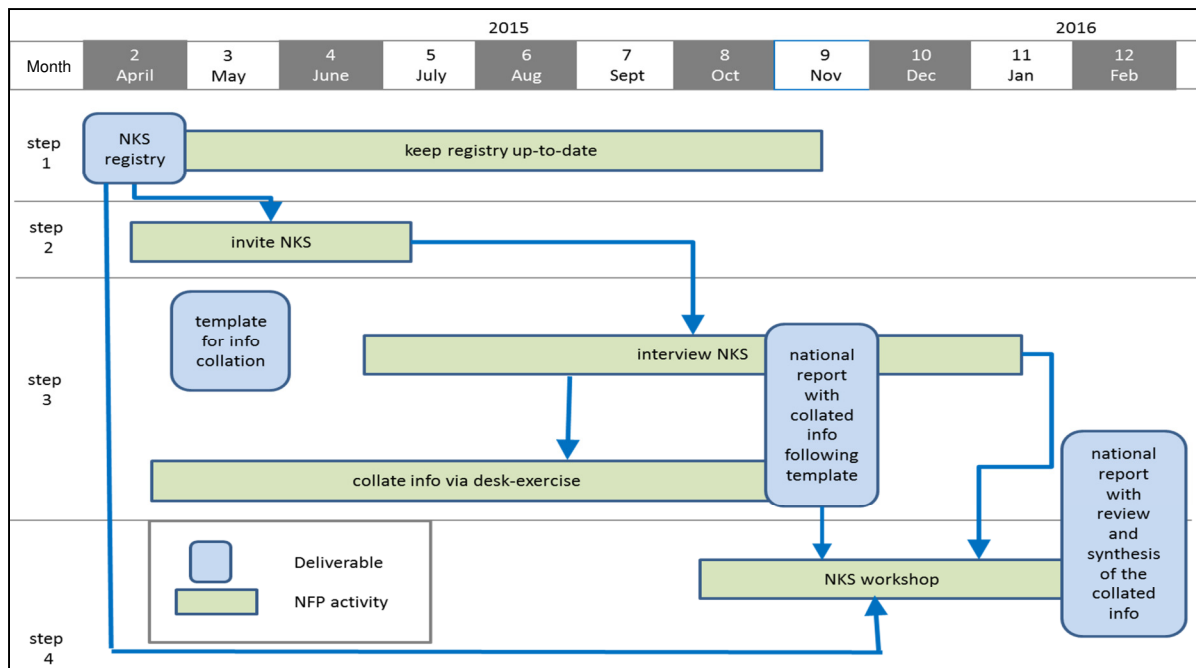 2015
2016
Month
2
April
3
May
4
June
5
July
6
Aug
7
Sept
8
Oct
9
Nov
10
Dec
11
Jan
12
Feb
step
1
NKS
registry
keep registry up-to-date
step
2
invite NKS
step
3
template
for info
collation
interview NKS
national
report
with
collated
info
following
template
collate info via desk-exercise
national
report
with
review
and
synthesis
of the
collated
info
Deliverable
NFP activity
NKS workshop
step
4